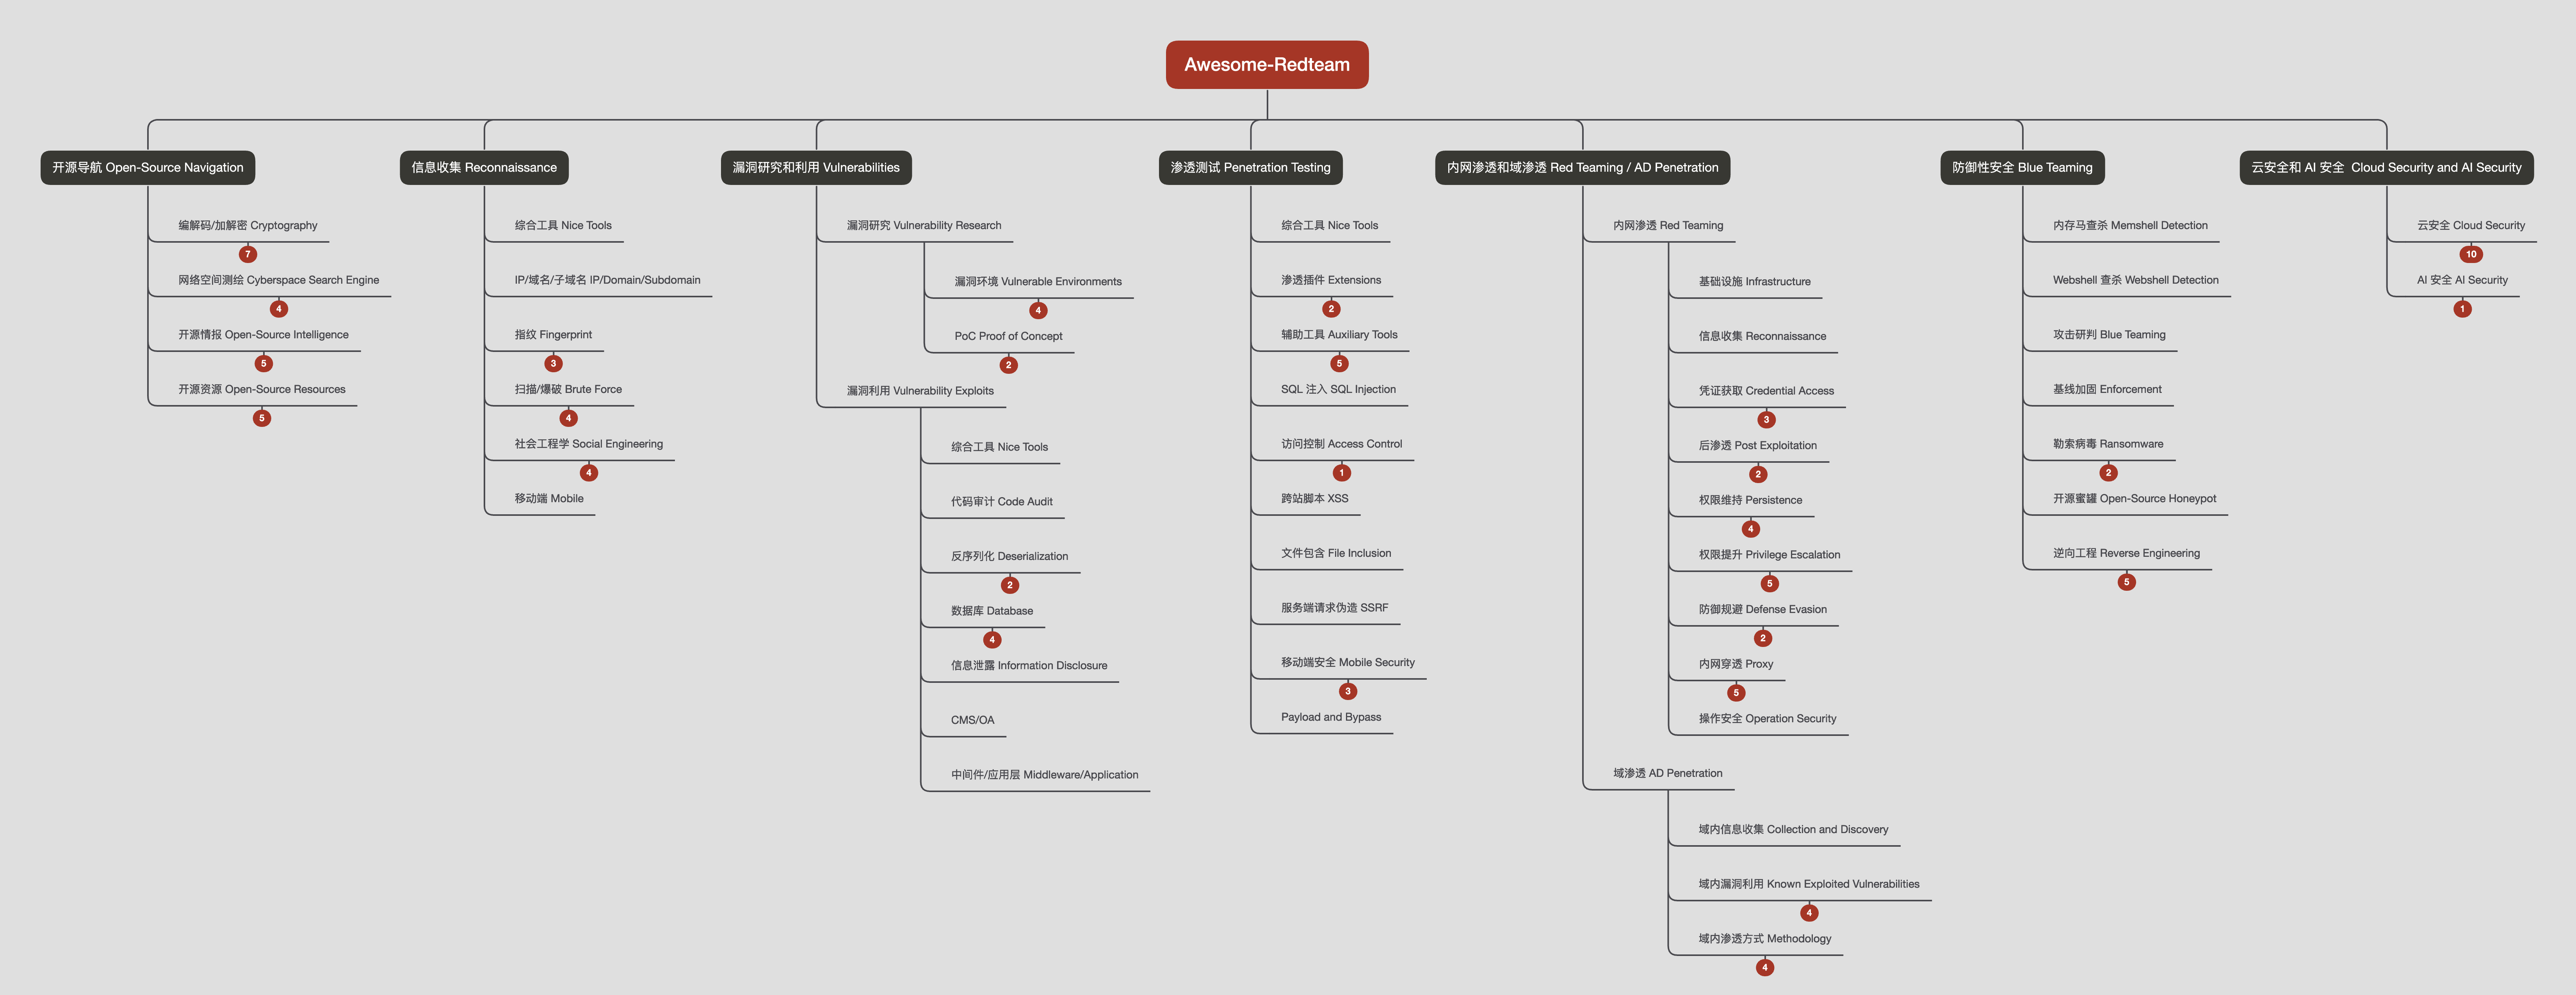 Awesome-Redteam
开源导航 Open-Source Navigation
编解码/加解密 Cryptography
7
网络空间测绘 Cyberspace Search Engine
4
开源情报 Open-Source Intelligence
5
开源资源 Open-Source Resources
5
信息收集 Reconnaissance
综合工具 Nice Tools
IP/域名/子域名 IP/Domain/Subdomain
指纹 Fingerprint
3
扫描/爆破 Brute Force
4
社会工程学 Social Engineering
4
移动端 Mobile
漏洞研究和利用 Vulnerabilities
漏洞研究 Vulnerability Research
漏洞环境 Vulnerable Environments
4
PoC Proof of Concept
2
漏洞利用 Vulnerability Exploits
综合工具 Nice Tools
代码审计 Code Audit
反序列化 Deserialization
2
数据库 Database
4
信息泄露 Information Disclosure
CMS/OA
中间件/应用层 Middleware/Application
渗透测试 Penetration Testing
综合工具 Nice Tools
渗透插件 Extensions
2
辅助工具 Auxiliary Tools
5
SQL 注入 SQL Injection
访问控制 Access Control
1
跨站脚本 XSS
文件包含 File Inclusion
服务端请求伪造 SSRF
移动端安全 Mobile Security
3
Payload and Bypass
内网渗透和域渗透 Red Teaming / AD Penetration
内网渗透 Red Teaming
基础设施 Infrastructure
信息收集 Reconnaissance
凭证获取 Credential Access
3
后渗透 Post Exploitation
2
权限维持 Persistence
4
权限提升 Privilege Escalation
5
防御规避 Defense Evasion
2
内网穿透 Proxy
5
操作安全 Operation Security
域渗透 AD Penetration
域内信息收集 Collection and Discovery
域内漏洞利用 Known Exploited Vulnerabilities
4
域内渗透方式 Methodology
4
防御性安全 Blue Teaming
内存马查杀 Memshell Detection
Webshell 查杀 Webshell Detection
攻击研判 Blue Teaming
基线加固 Enforcement
勒索病毒 Ransomware
2
开源蜜罐 Open-Source Honeypot
逆向工程 Reverse Engineering
5
云安全和 AI 安全 Cloud Security and AI Security
云安全 Cloud Security
10
AI 安全 AI Security
1